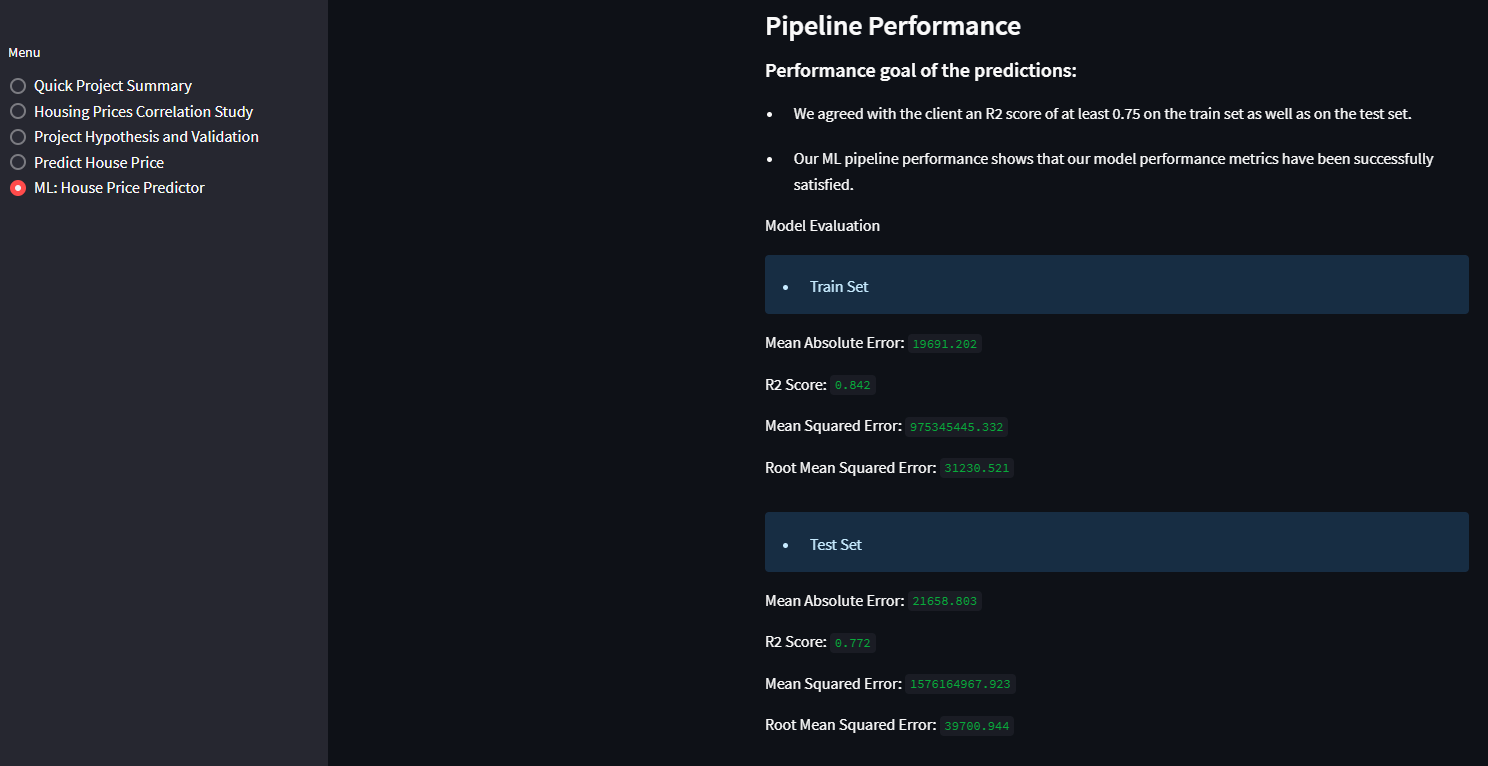 Menu
Quick Project Summary
Housing Prices Correlation Study
Project Hypothesis and Validation
Predict House Price
ML: House Price Predictor
Pipeline Performance
Performance goal of the predictions:
• We agreed with the client an R2 score of at least 0.75 on the train set as well as on the test set.
• Our ML pipeline performance shows that our model performance metrics have been successfully
satisfied.
Model Evaluation
• Train Set
Mean Absolute Error: 19691.202
R2 Score: 0.842
Mean Squared Error: 975345445.332
Root Mean Squared Error: 31230.521
• Test Set
Mean Absolute Error: 21658.803
R2 Score: 0.772
Mean Squared Error: 1576164967.923
Root Mean Squared Error: 39700.944